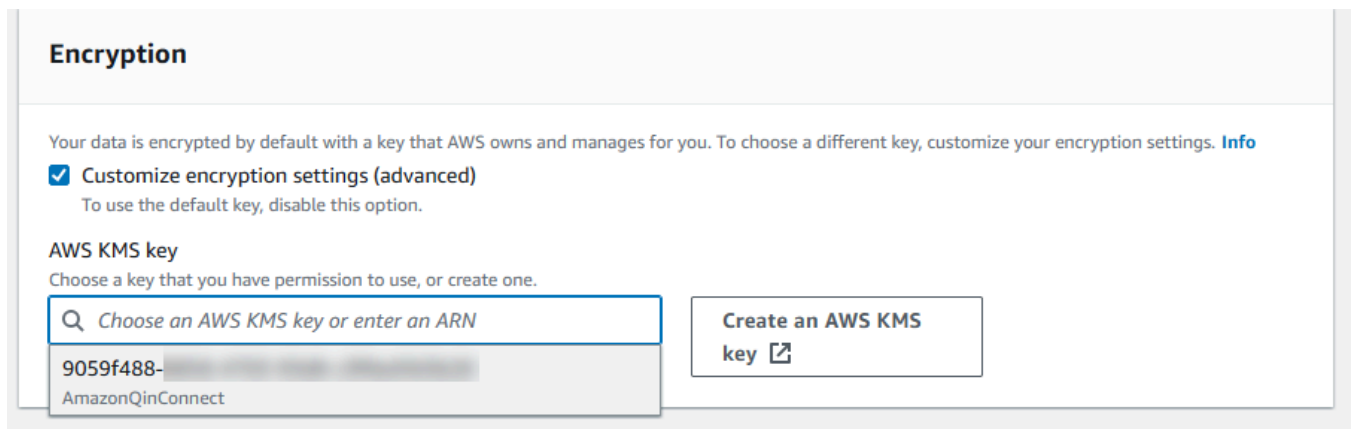 Encryption
Your data is encrypted by default with a key that AWS owns and manages for you. To choose a different key, customize your encryption settings. Info
Customize encryption settings (advanced)
To use the default key, disable this option.
AWS KMS key
Choose a key that you have permission to use, or create one.
Choose an AWS KMS key or enter an ARN
Create an AWS KMS
key
9059f488-
AmazonQinConnect